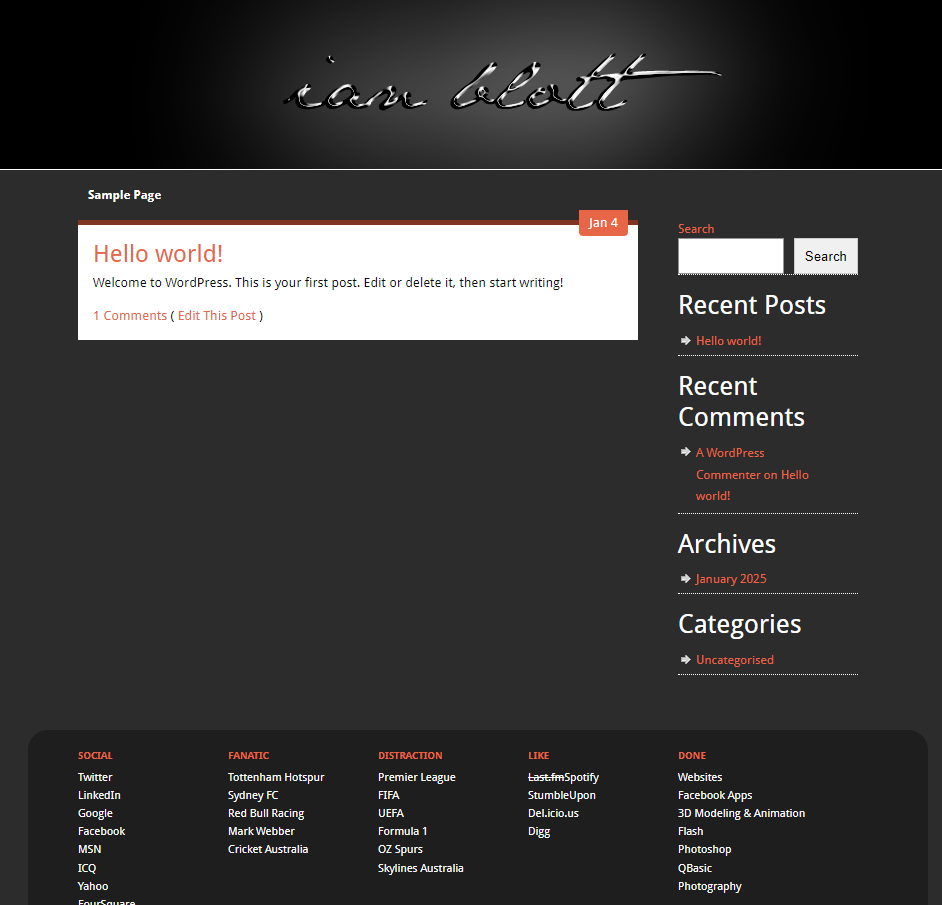 ian blott
Sample Page
Jan 4
Hello world!
Welcome to WordPress. This is your first post. Edit or delete it, then start writing!
1 Comments ( Edit This Post )
Search
Search
Recent Posts
Hello world!
Recent
Comments
A WordPress
Commenter on Hello
world!
Archives
January 2025
Categories
Uncategorised
SOCIAL
Twitter
LinkedIn
Google
Facebook
MSN
ICQ
Yahoo
FourSquare
FANATIC
Tottenham Hotspur
Sydney FC
Red Bull Racing
Mark Webber
Cricket Australia
DISTRACTION
Premier League
FIFA
UEFA
Formula 1
OZ Spurs
Skylines Australia
LIKE
Last.fmSpotify
StumbleUpon
Del.icio.us
Digg
DONE
Websites
Facebook Apps
3D Modeling & Animation
Flash
Photoshop
QBasic
Photography